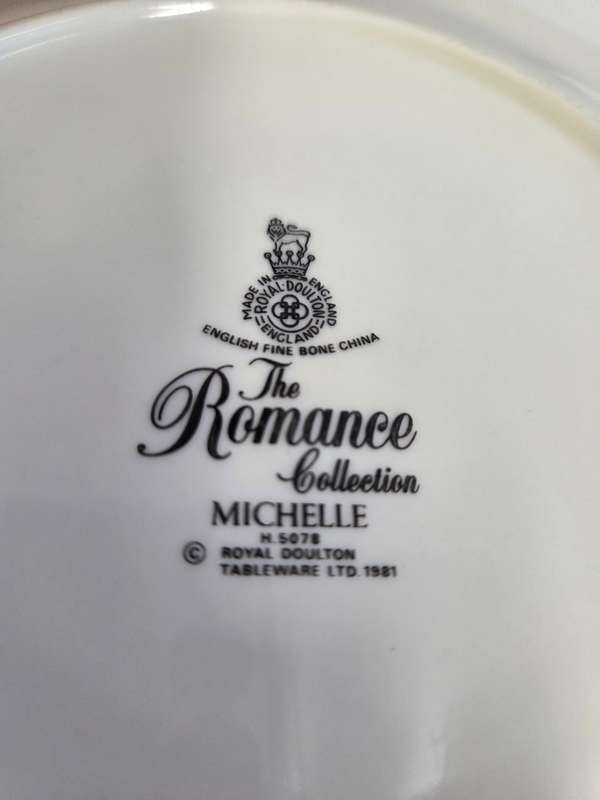 MADE IN ENGLAND
ROYAL·DOULTON
ENGLAND
ENGLISH FINE BONE CHINA
The
Romance
Collection
MICHELLE
H.5078
© ROYAL DOULTON
TABLEWARE LTD.1981